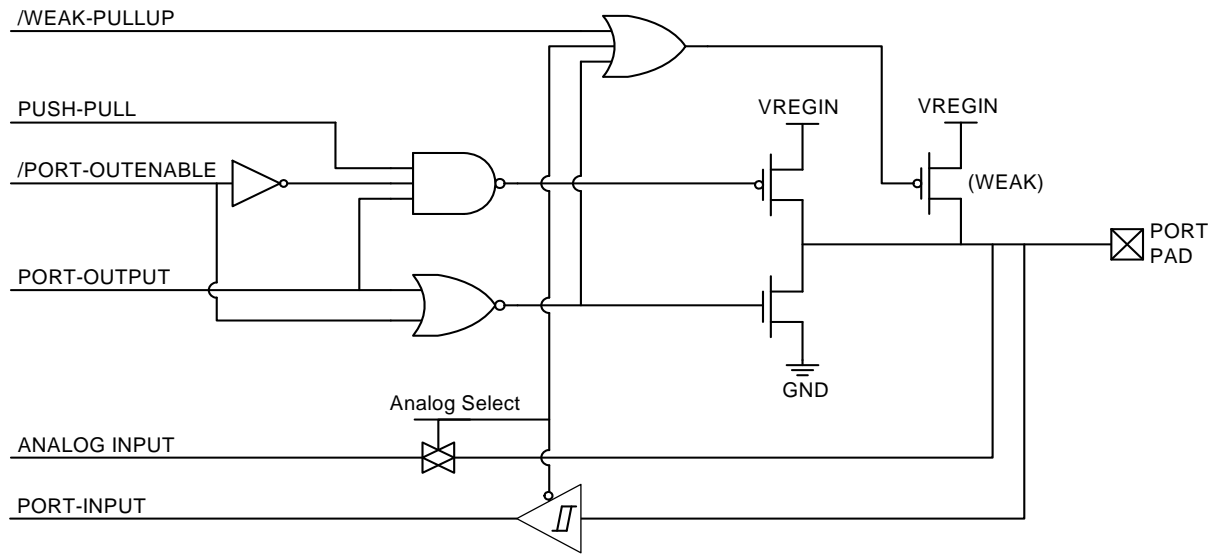 /WEAK-PULLUP
PUSH-PULL
VREGIN
VREGIN
/PORT-OUTENABLE
(WEAK)
PORT
PAD
PORT-OUTPUT
GND
Analog Select
ANALOG INPUT
PORT-INPUT